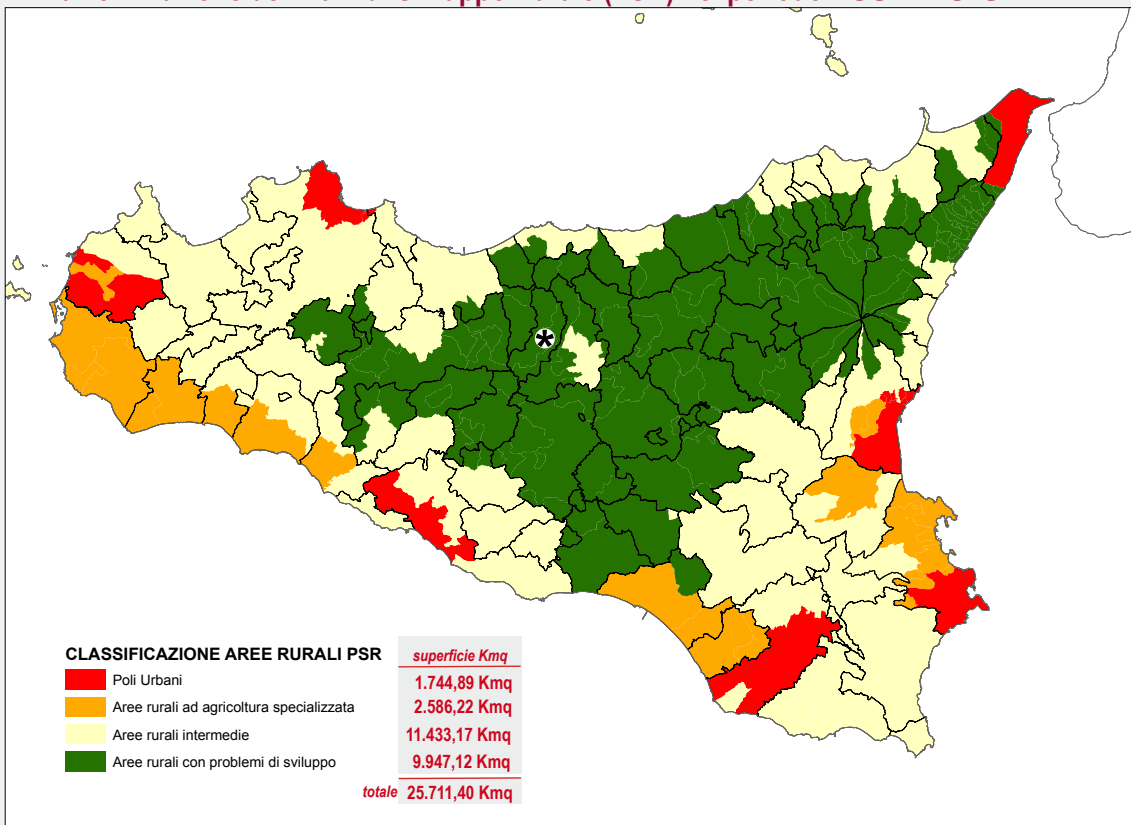 CLASSIFICAZIONE AREE RURALI PSR
superficie Kmq
Poli Urbani 1.744,89 Kmq
Aree rurali ad agricoltura specializzata 2.586,22 Kmq
Aree rurali intermedie 11.433,17 Kmq
Aree rurali con problemi di sviluppo 9.947,12 Kmq
totale 25.711,40 Kmq